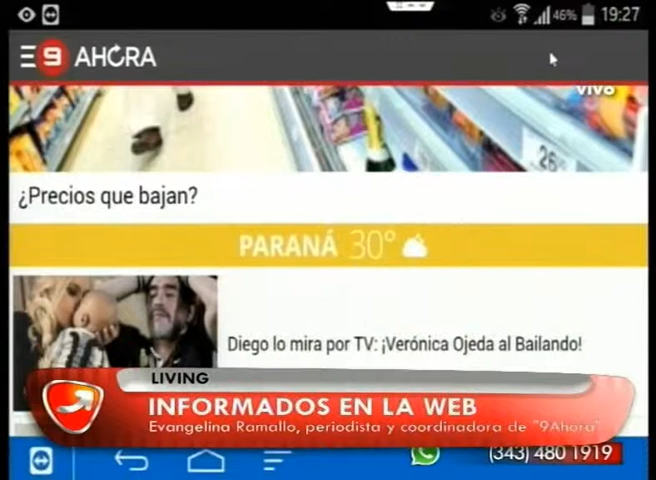 46% 19:27
9 AHORA
vivo
26
¿Precios que bajan?
PARANÁ 30°
Diego lo mira por TV: ¡Verónica Ojeda al Bailando!
LIVING
INFORMADOS EN LA WEB
Evangelina Ramallo, periodista y coordinadora de "9Ahora"
(343) 480 1919